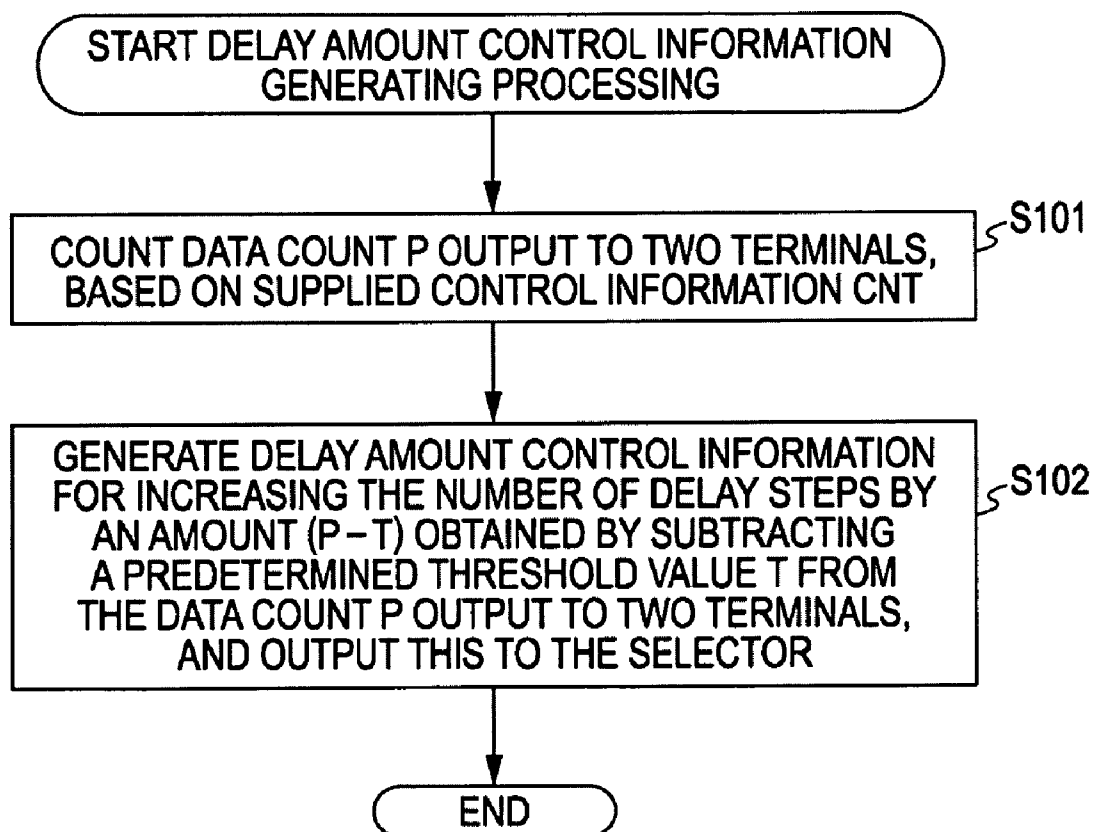 START DELAY AMOUNT CONTROL INFORMATION
GENERATING PROCESSING
S101
COUNT DATA COUNT P OUTPUT TO TWO TERMINALS,
BASED ON SUPPLIED CONTROL INFORMATION CNT
S102
GENERATE DELAY AMOUNT CONTROL INFORMATION
FOR INCREASING THE NUMBER OF DELAY STEPS BY
AN AMOUNT (P – T) OBTAINED BY SUBTRACTING
A PREDETERMINED THRESHOLD VALUE T FROM
THE DATA COUNT P OUTPUT TO TWO TERMINALS,
AND OUTPUT THIS TO THE SELECTOR
END